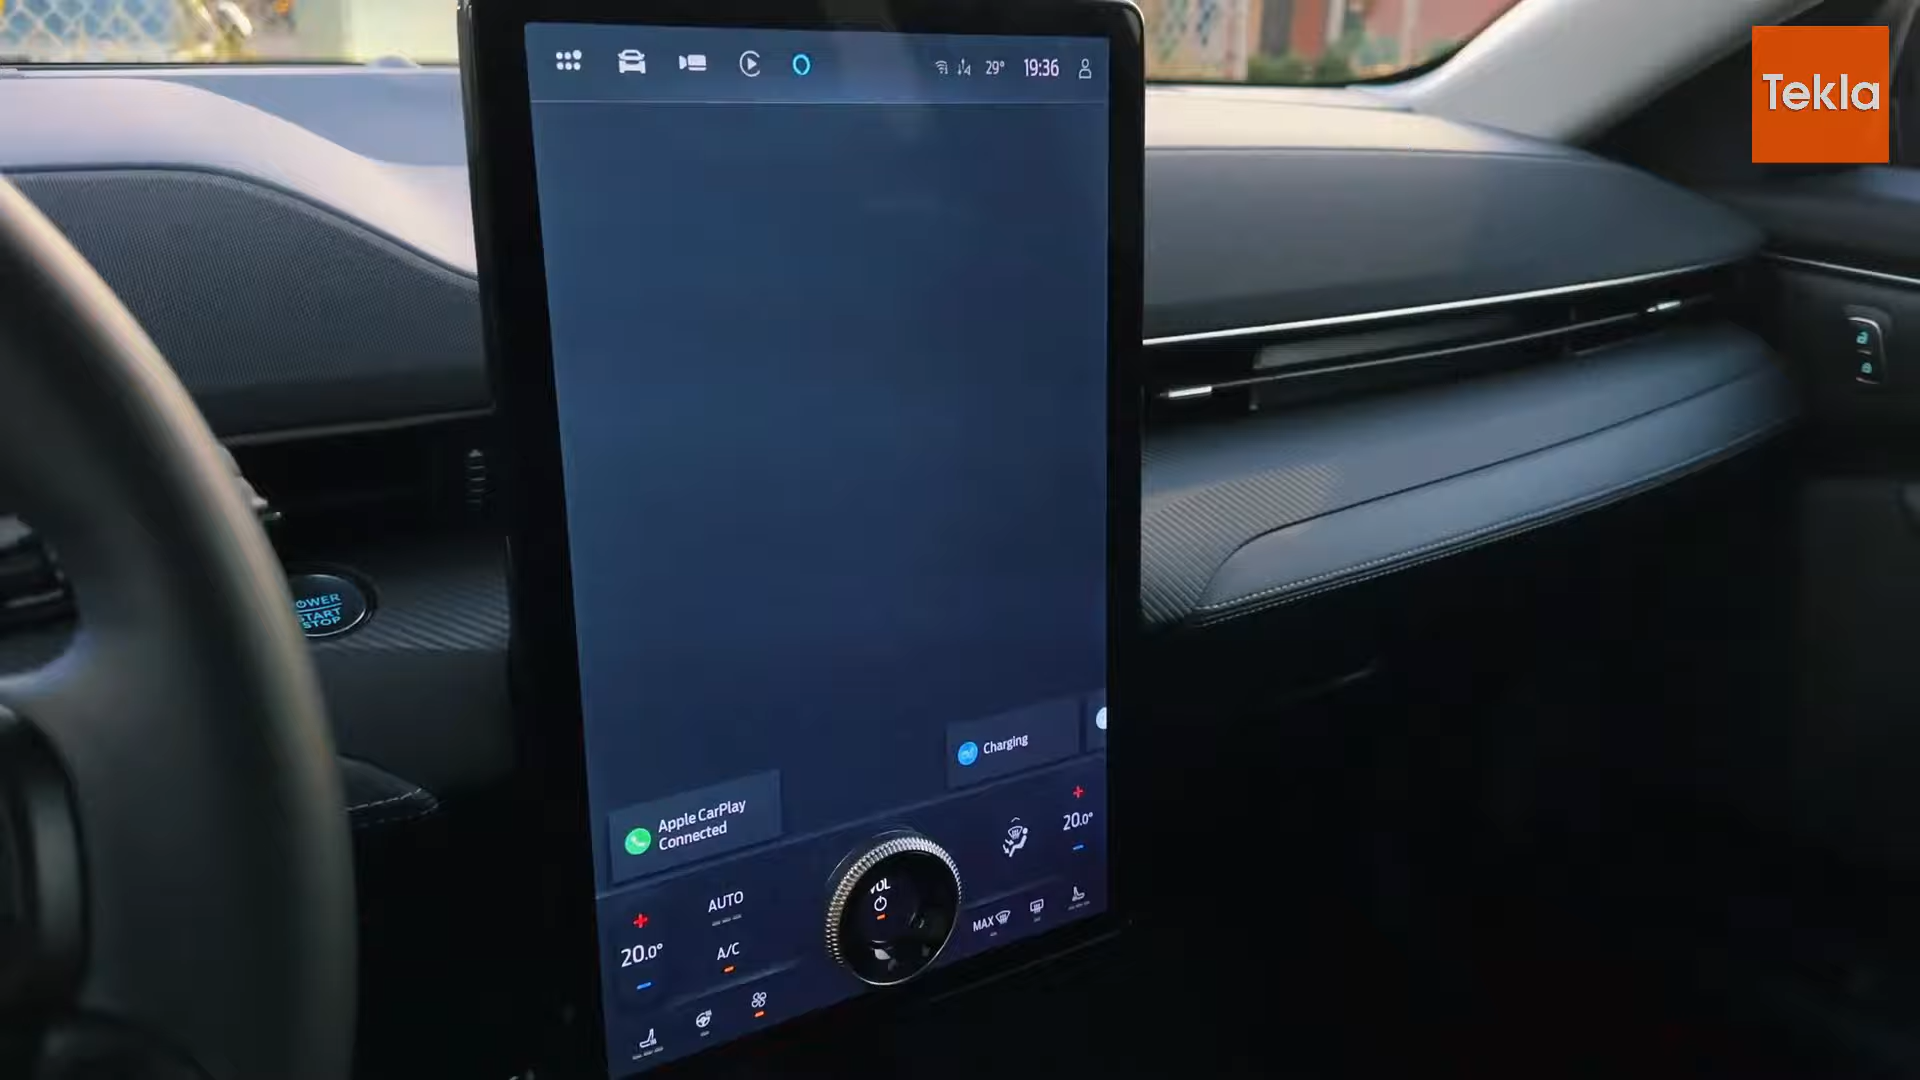 29°
19:36
Tekla
POWER
START
STOP
Charging
Apple CarPlay
Connected
20.0°
VOL
AUTO
MAX
20.0°
A/C